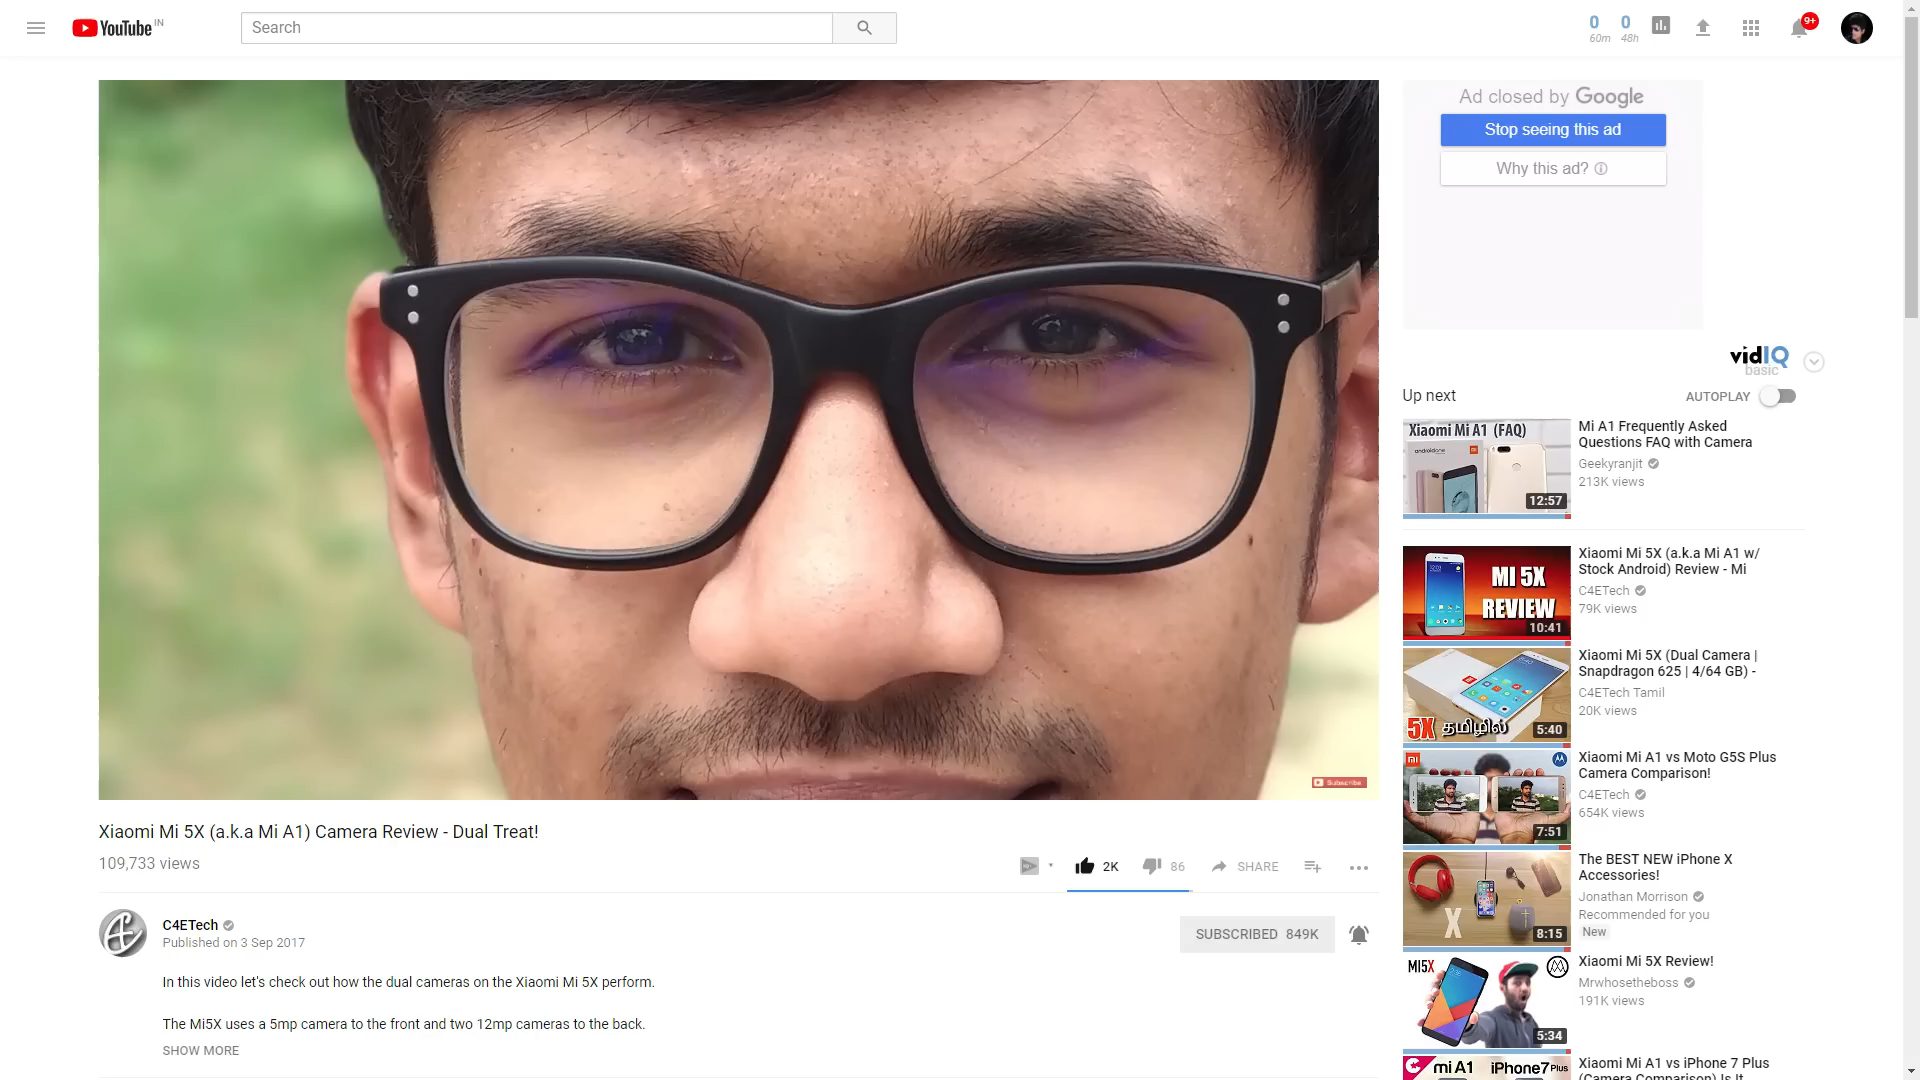 YouTube IN
Search
0
60m
0
48h
9+
Ad closed by Google
Stop seeing this ad
Why this ad?
vidIQ
basic
Up next
AUTOPLAY
Xiaomi Mi A1 (FAQ)
androidone
12:57
Mi A1 Frequently Asked
Questions FAQ with Camera
Geekyranjit
213K views
MI 5X
REVIEW
10:41
Xiaomi Mi 5X (a.k.a Mi A1 w/
Stock Android) Review - Mi
C4ETech
79K views
5X தமிழில்
5:40
Xiaomi Mi 5X (Dual Camera |
Snapdragon 625 | 4/64 GB) -
C4ETech Tamil
20K views
7:51
Xiaomi Mi A1 vs Moto G5S Plus
Camera Comparison!
C4ETech
654K views
X
8:15
The BEST NEW iPhone X
Accessories!
Jonathan Morrison
Recommended for you
New
MI5X
5:34
Xiaomi Mi 5X Review!
Mrwhosetheboss
191K views
mi A1 iPhone 7 Plus
Xiaomi Mi A1 vs iPhone 7 Plus
(Camera Comparison) Is It
Subscribe
Xiaomi Mi 5X (a.k.a Mi A1) Camera Review - Dual Treat!
109,733 views
2K
86
SHARE
C4ETech
Published on 3 Sep 2017
SUBSCRIBED 849K
In this video let's check out how the dual cameras on the Xiaomi Mi 5X perform.
The Mi5X uses a 5mp camera to the front and two 12mp cameras to the back.
SHOW MORE